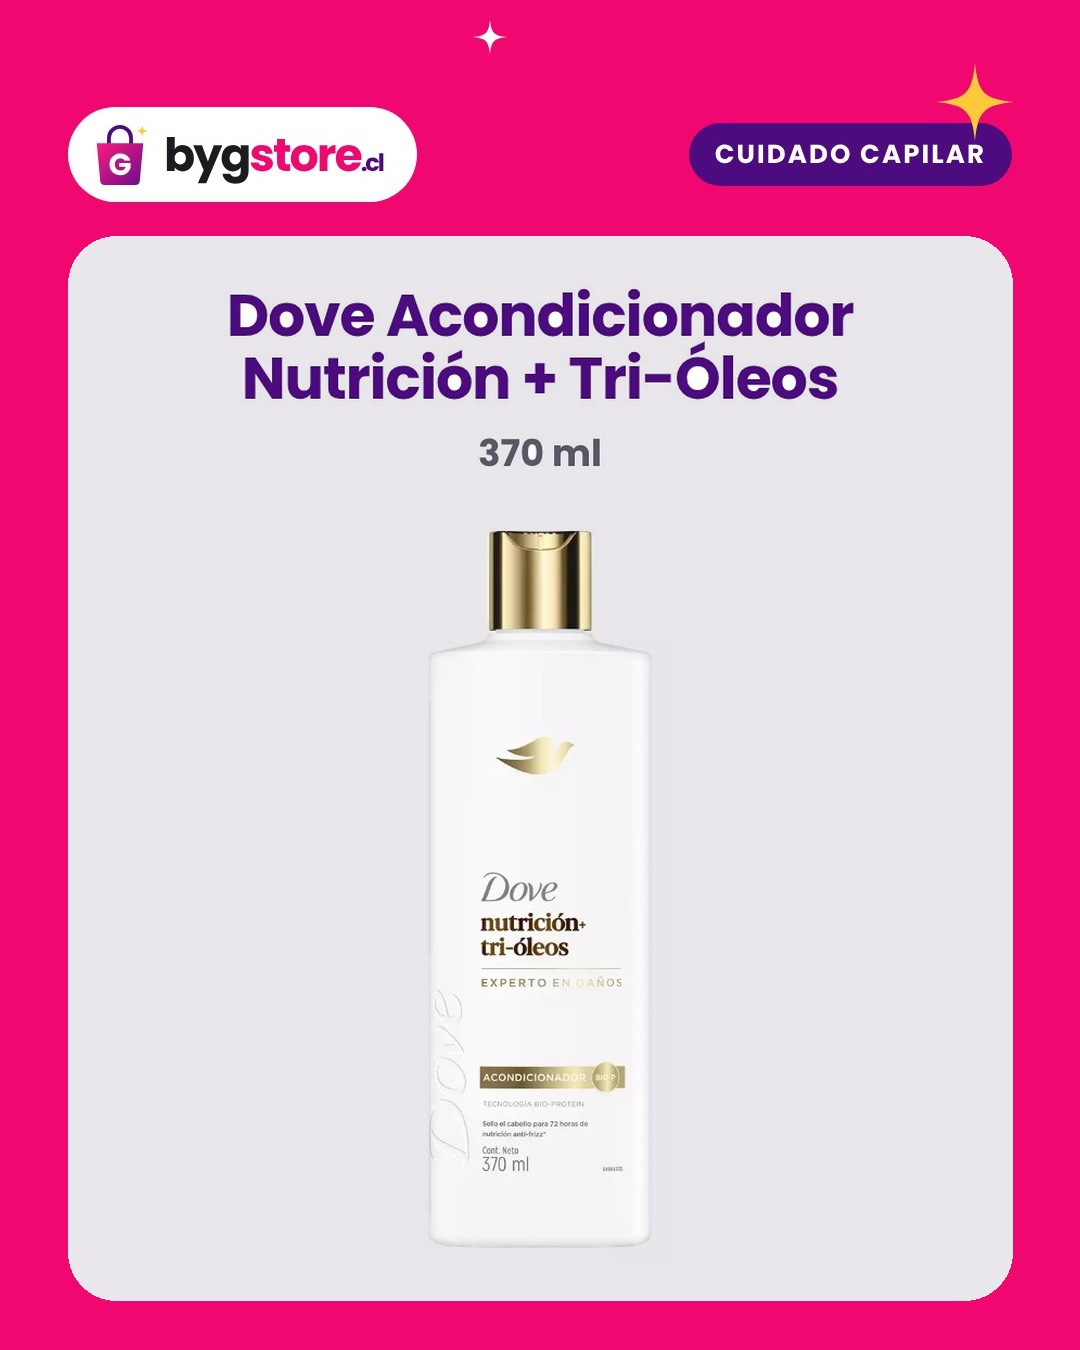 bygstore.cl
G
CUIDADO CAPILAR
Dove Acondicionador
Nutrición + Tri-Óleos
370 ml
Dove
nutrición+
tri-óleos
EXPERTO EN DAÑOS
Dove
ACONDICIONADOR BIO-P
TECNOLOGÍA BIO-PROTEIN
Sella el cabello para 72 horas de
nutrición anti-frizz*
Cont. Neto
370 ml